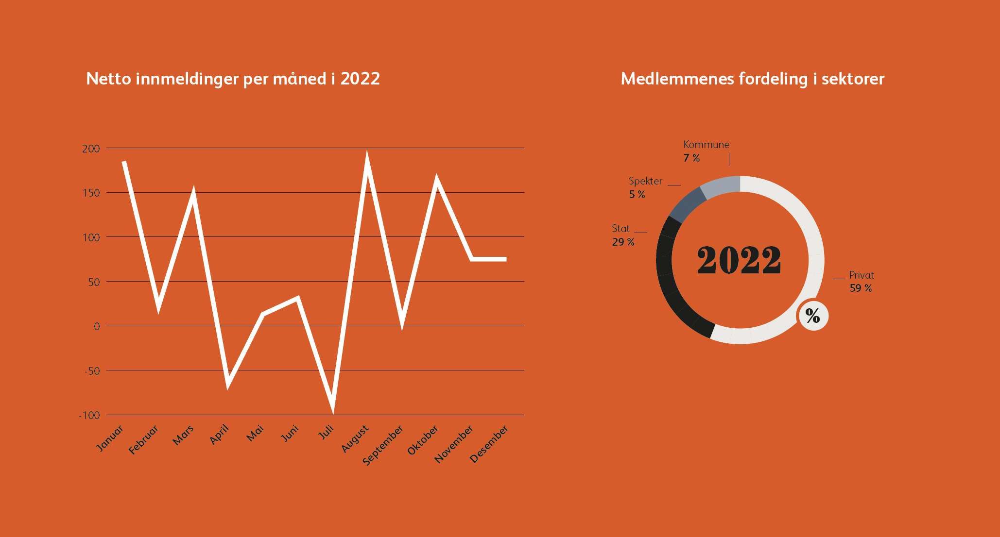 Netto innmeldinger per måned i 2022
200
150
100
50
0
-50
-100
Januar
Februar
Mars
April
Mai
Juni
Juli
August
September
Oktober
November
Desember
Medlemmenes fordeling i sektorer
Kommune
7 %
Spekter
5 %
Stat
29 %
2022
Privat
59 %
%